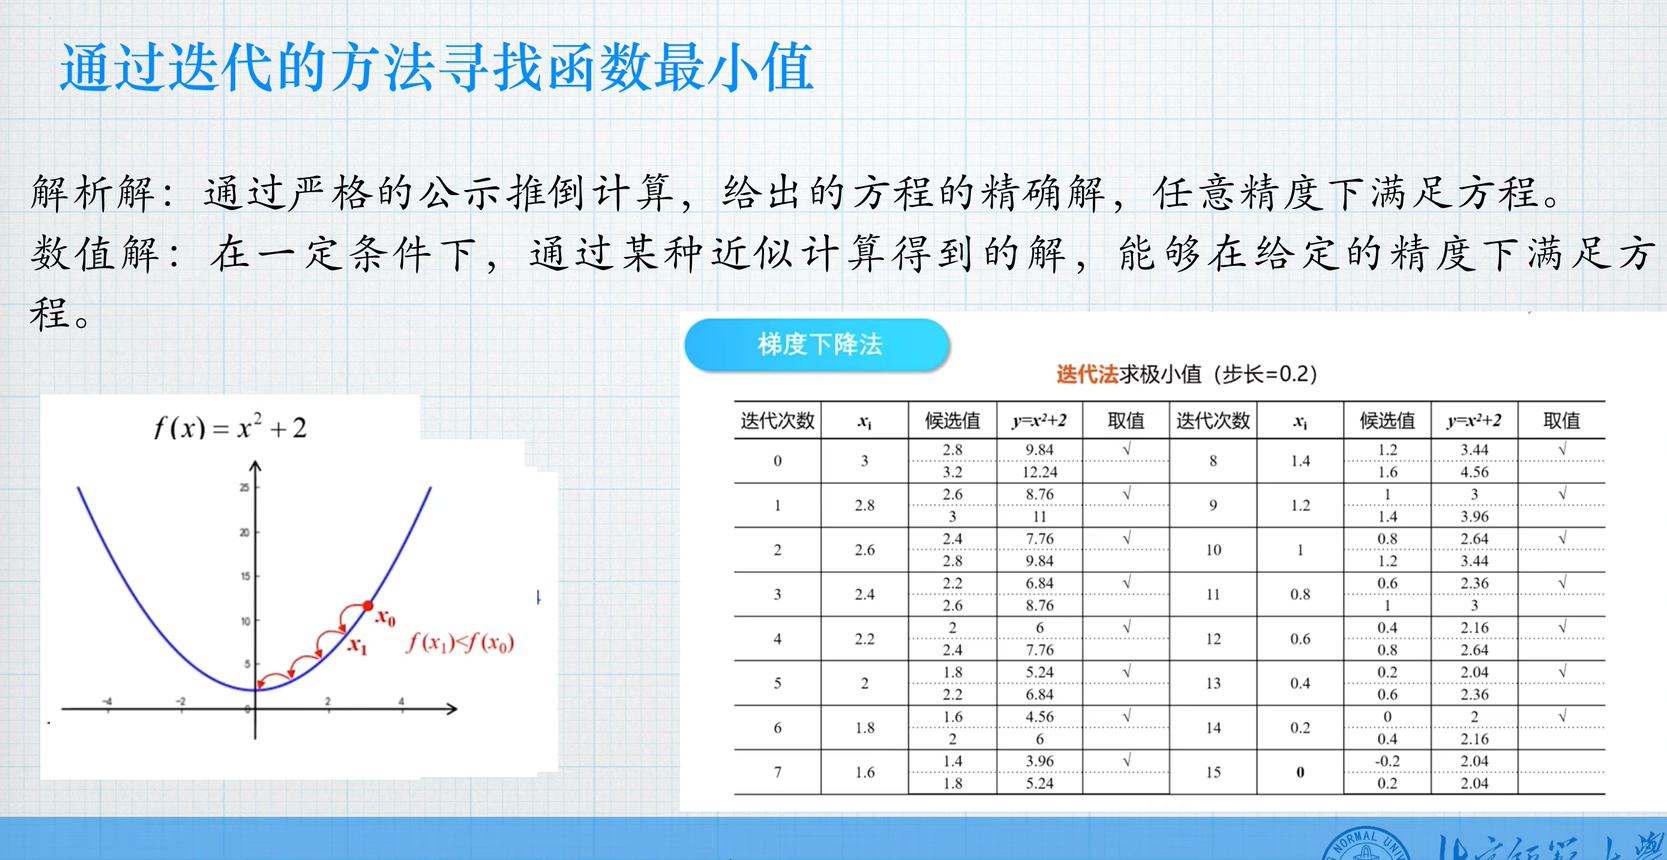 通过迭代的方法寻找函数最小值
解析解：通过严格的公示推倒计算，给出的方程的精确解，任意精度下满足方程。
数值解：在一定条件下，通过某种近似计算得到的解，能够在给定的精度下满足方
程。
f(x) = x² + 2
25
20
15
10
5
-4 -2 0 2 4
x₀
x₁
f(x₁)<f(x₀)
梯度下降法
迭代法求极小值（步长=0.2）
迭代次数 xᵢ 候选值 y=x²+2 取值 迭代次数 xᵢ 候选值 y=x²+2 取值
0 3 2.8 9.84 √ 8 1.4 1.2 3.44 √
3.2 12.24 1.6 4.56
1 2.8 2.6 8.76 √ 9 1.2 1 3 √
3 11 1.4 3.96
2 2.6 2.4 7.76 √ 10 1 0.8 2.64 √
2.8 9.84 1.2 3.44
3 2.4 2.2 6.84 √ 11 0.8 0.6 2.36 √
2.6 8.76 1 3
4 2.2 2 6 √ 12 0.6 0.4 2.16 √
2.4 7.76 0.8 2.64
5 2 1.8 5.24 √ 13 0.4 0.2 2.04 √
2.2 6.84 0.6 2.36
6 1.8 1.6 4.56 √ 14 0.2 0 2 √
2 6 0.4 2.16
7 1.6 1.4 3.96 √ 15 0 -0.2 2.04
1.8 5.24 0.2 2.04
NORMAL